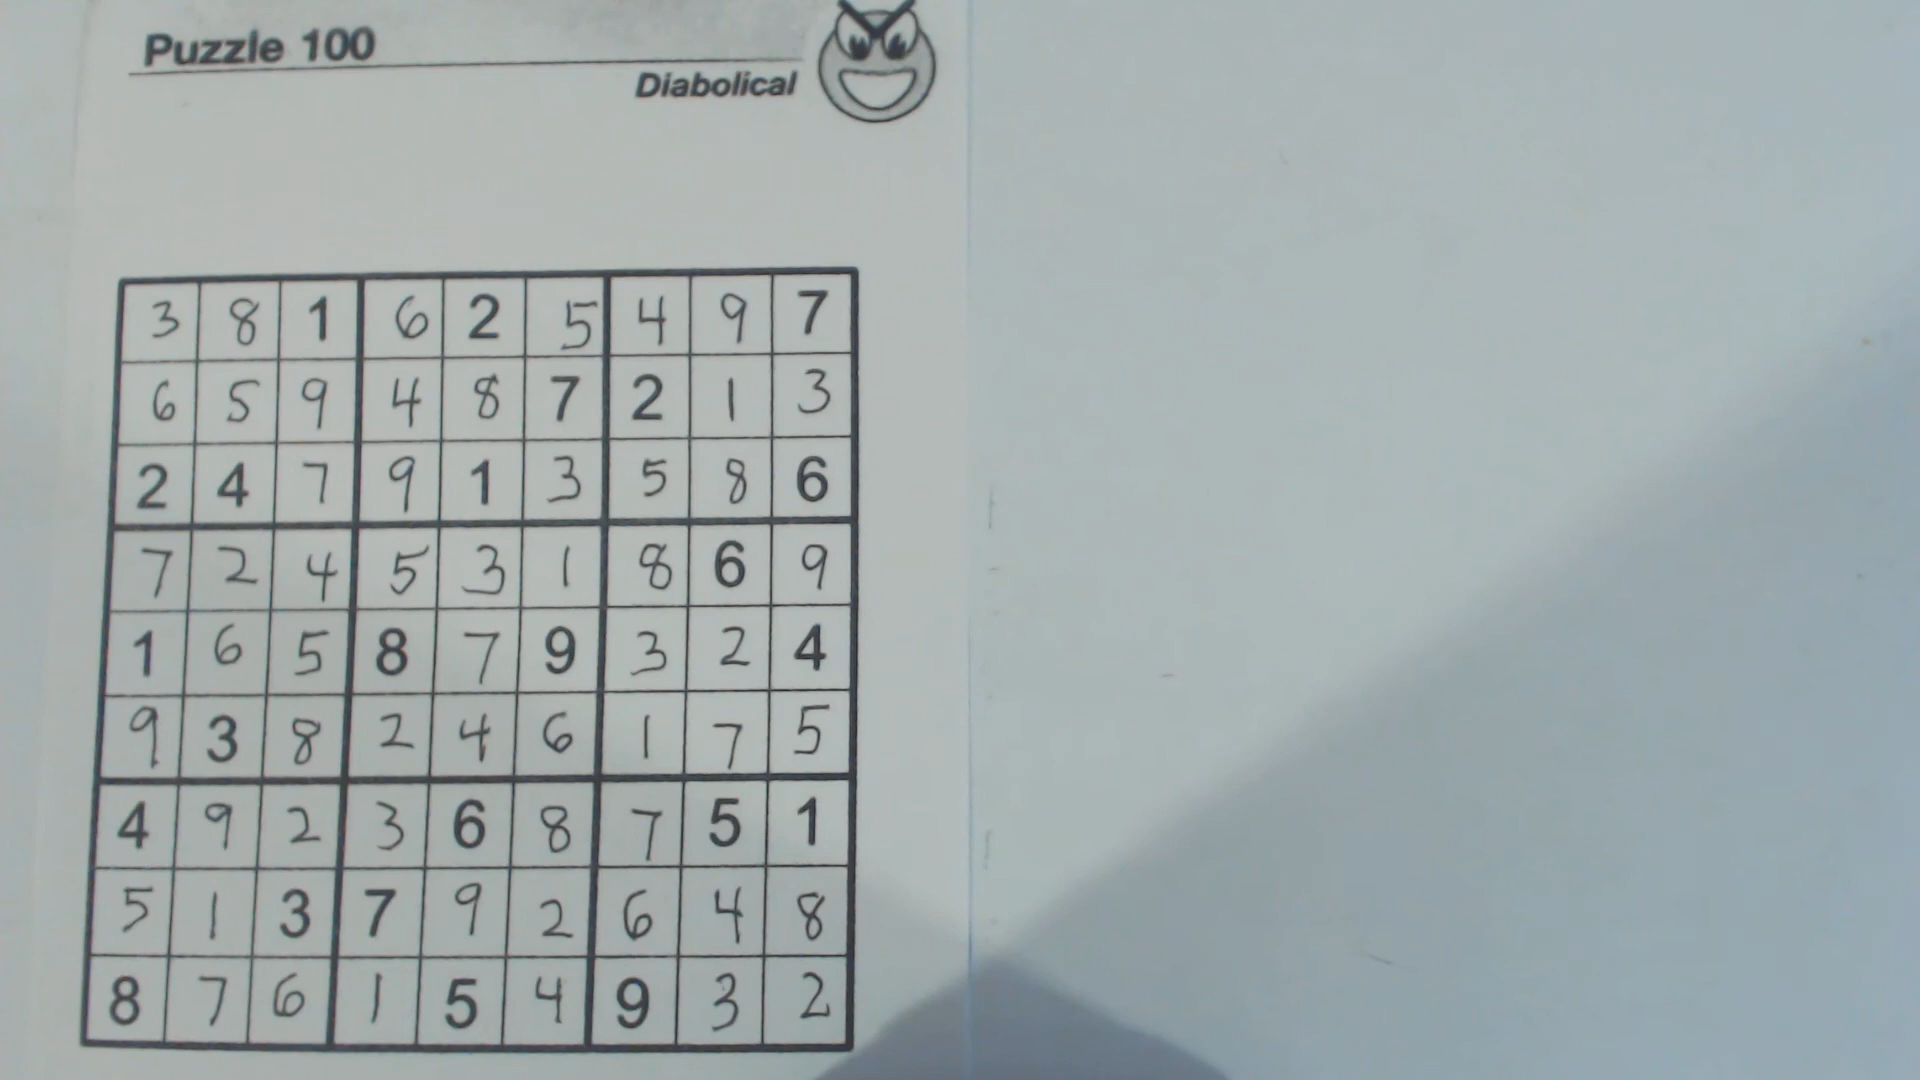 Puzzle 100
Diabolical
3 8 1 6 2 5 4 9 7
6 5 9 4 8 7 2 1 3
2 4 7 9 1 3 5 8 6
7 2 4 5 3 1 8 6 9
1 6 5 8 7 9 3 2 4
9 3 8 2 4 6 1 7 5
4 9 2 3 6 8 7 5 1
5 1 3 7 9 2 6 4 8
8 7 6 1 5 4 9 3 2